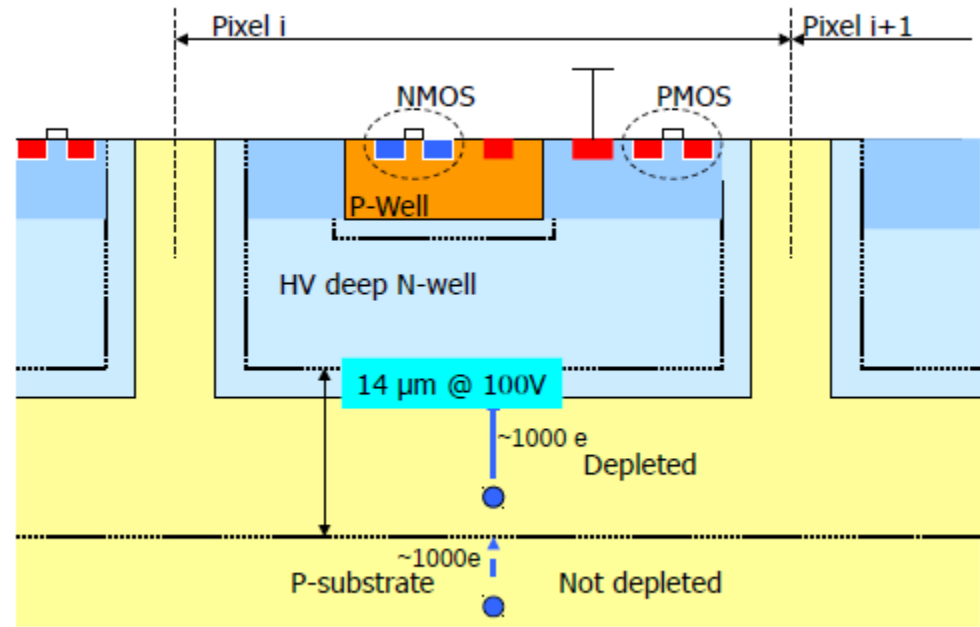 Pixel i
Pixel i+1
NMOS
PMOS
P-Well
HV deep N-well
14 µm @ 100V
~1000 e
Depleted
~1000e
P-substrate
Not depleted